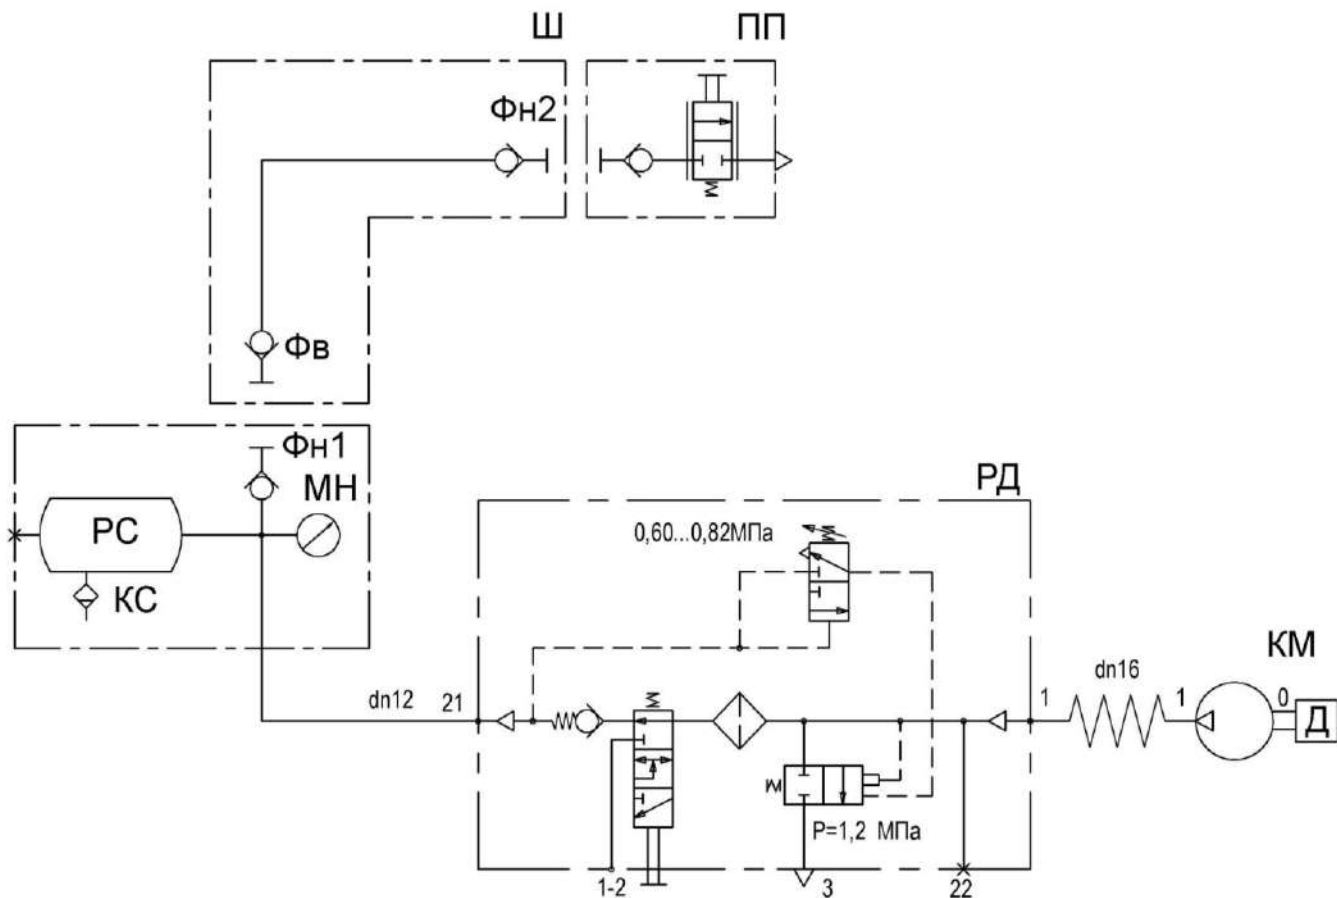 Ш
ПП
Фн2
Фв
Фн1
МН
РС
КС
РД
0,60...0,82МПа
КМ
dn12
21
1
dn16
1
0
Д
P=1,2 МПа
1-2
3
22